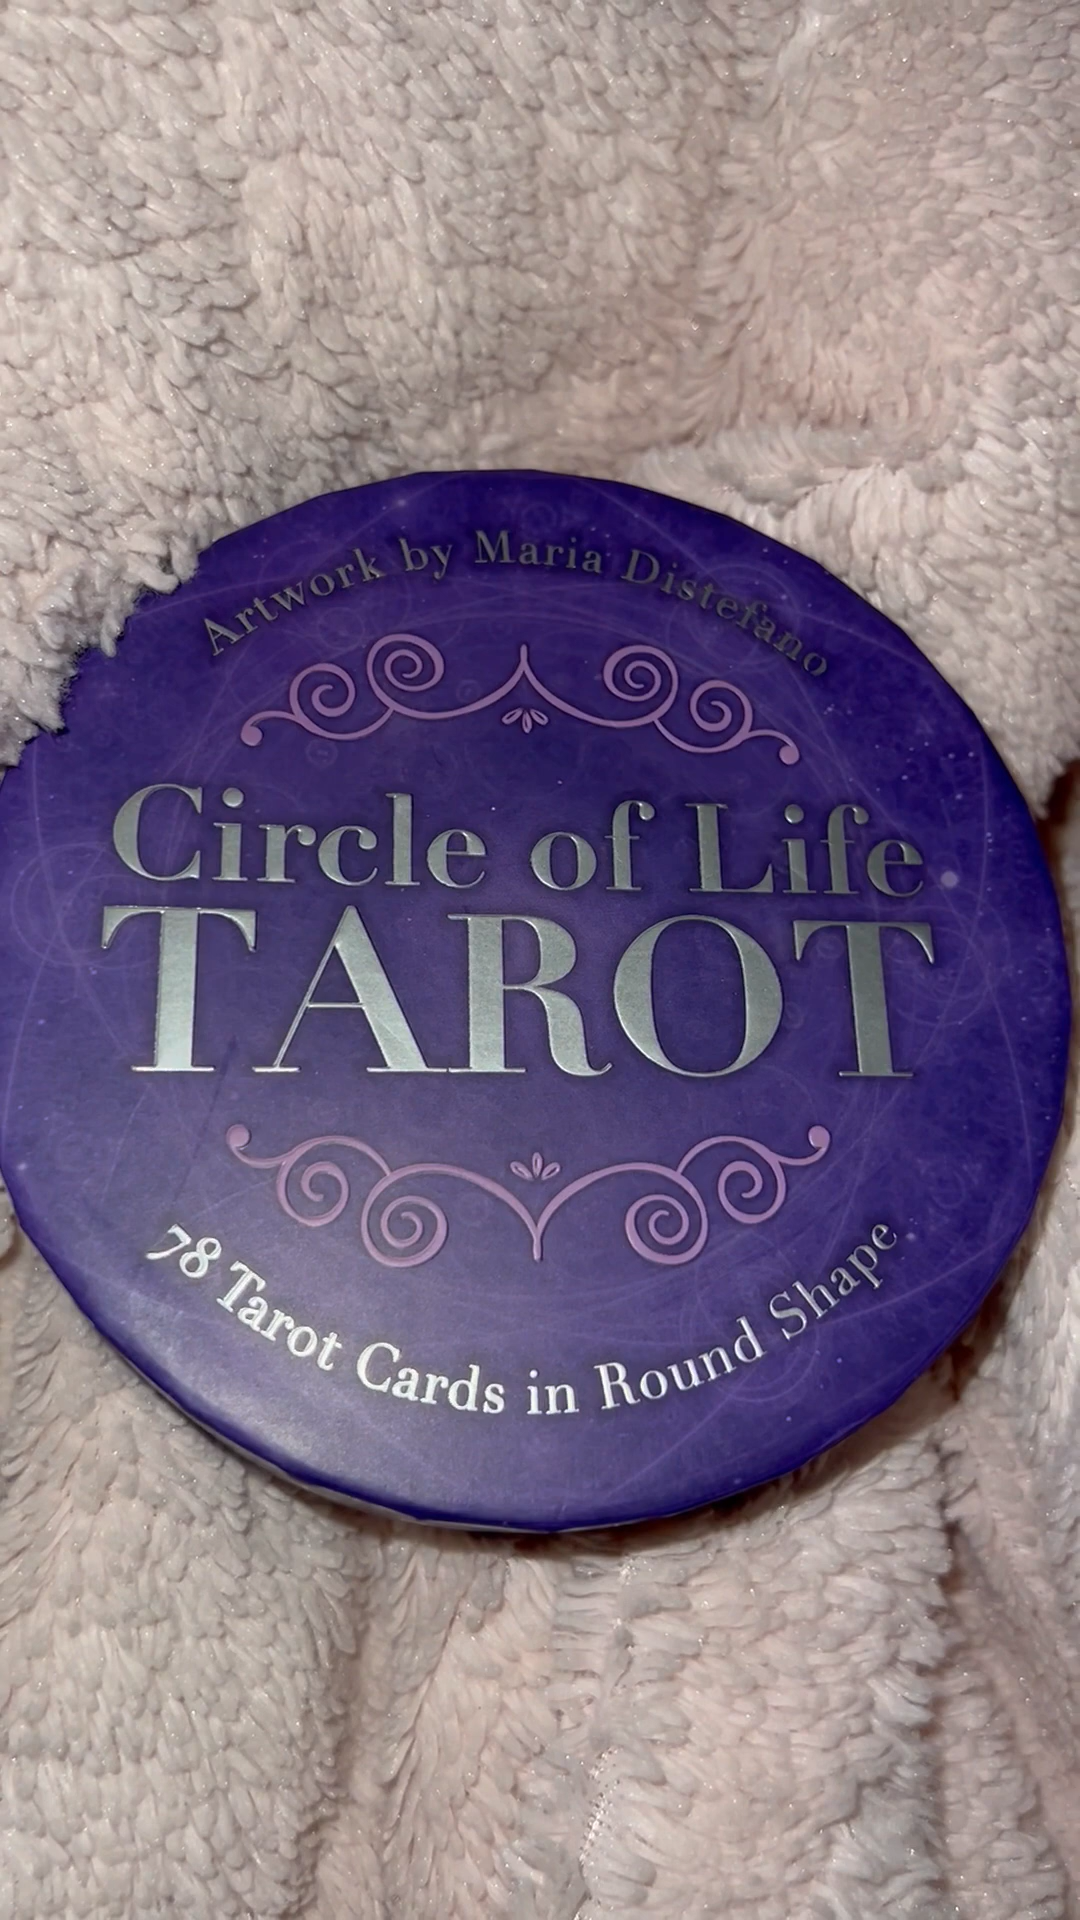 Artwork by Maria Distefano
Circle of Life
TAROT
78 Tarot Cards in Round Shape